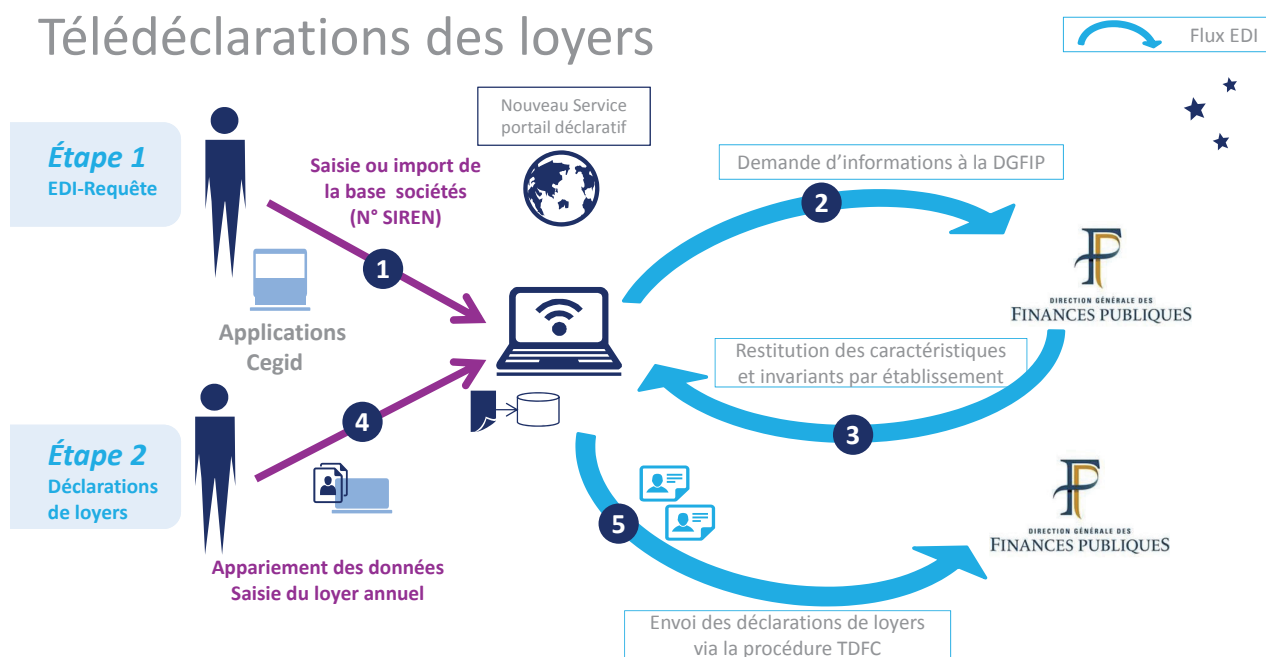 Télédéclarations des loyers
Flux EDI
Nouveau Service
portail déclaratif
Étape 1
EDI-Requête
Saisie ou import de
la base sociétés
(N° SIREN)
Demande d'informations à la DGFIP
2
1
DIRECTION GÉNÉRALE DES
FINANCES PUBLIQUES
Applications
Cegid
Restitution des caractéristiques
et invariants par établissement
4
3
Étape 2
Déclarations
de loyers
5
DIRECTION GÉNÉRALE DES
FINANCES PUBLIQUES
Appariement des données
Saisie du loyer annuel
Envoi des déclarations de loyers
via la procédure TDFC